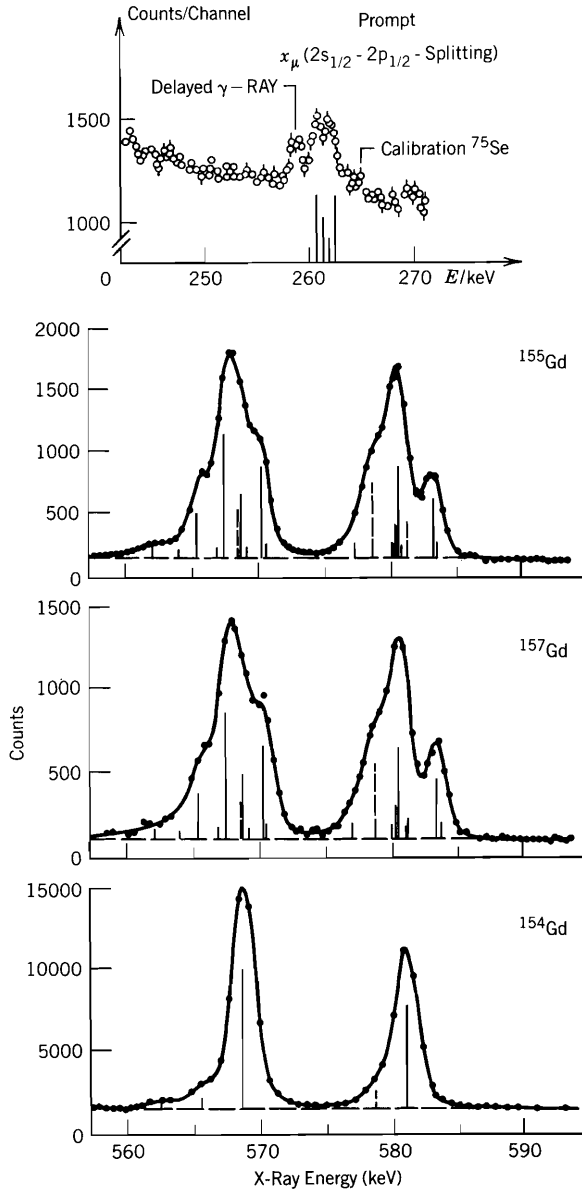 Counts/Channel
Prompt
xμ (2s1/2 - 2p1/2 - Splitting)
Delayed γ – RAY
1500
Calibration 75Se
1000
0 250 260 270 E/keV
2000
155Gd
1500
1000
500
0
1500
157Gd
1000
500
0
Counts
15000
154Gd
10000
5000
0
560 570 580 590
X-Ray Energy (keV)